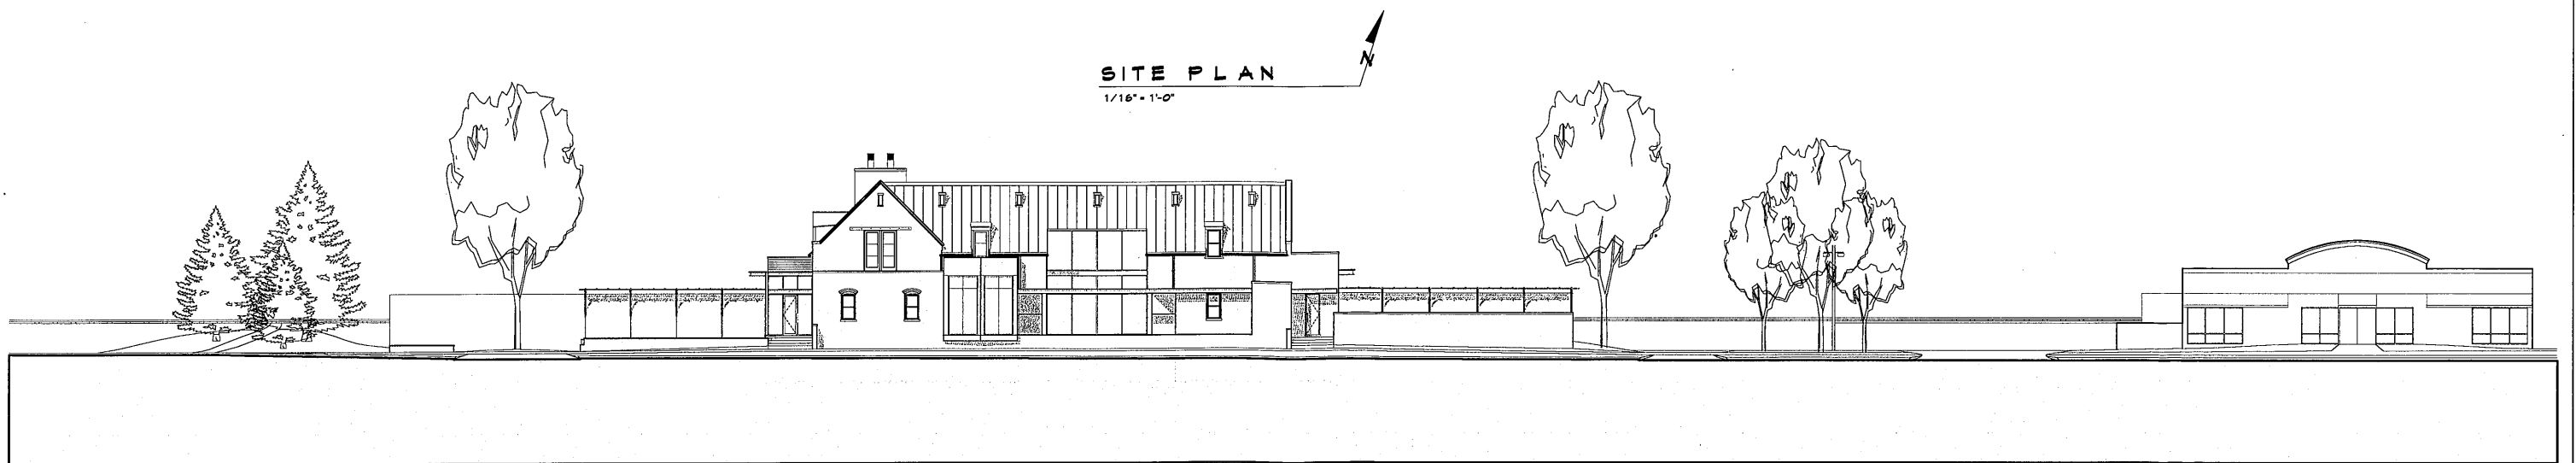 N
SITE PLAN
1/16" = 1'-0"